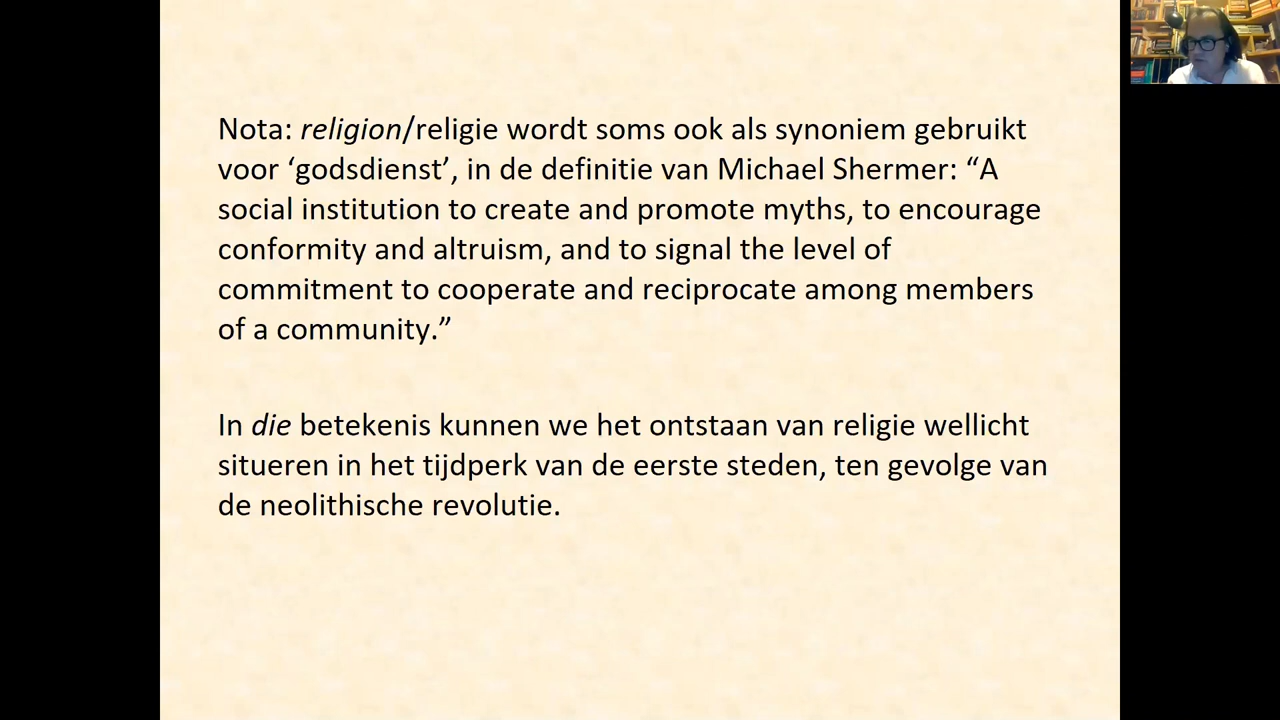 Nota: religion/religie wordt soms ook als synoniem gebruikt
voor ‘godsdienst’, in de definitie van Michael Shermer: “A
social institution to create and promote myths, to encourage
conformity and altruism, and to signal the level of
commitment to cooperate and reciprocate among members
of a community.”
In die betekenis kunnen we het ontstaan van religie wellicht
situeren in het tijdperk van de eerste steden, ten gevolge van
de neolithische revolutie.